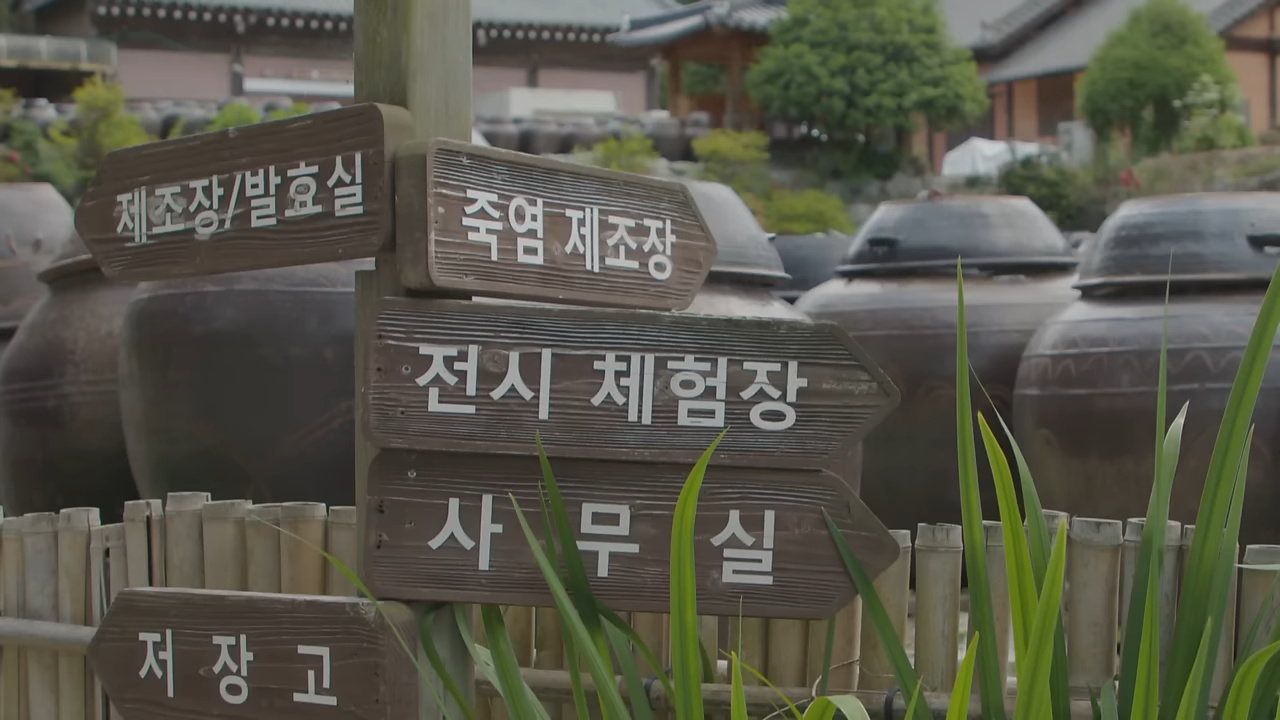 제조장/발효실
죽염 제조장
전시 체험장
사무실
저장고